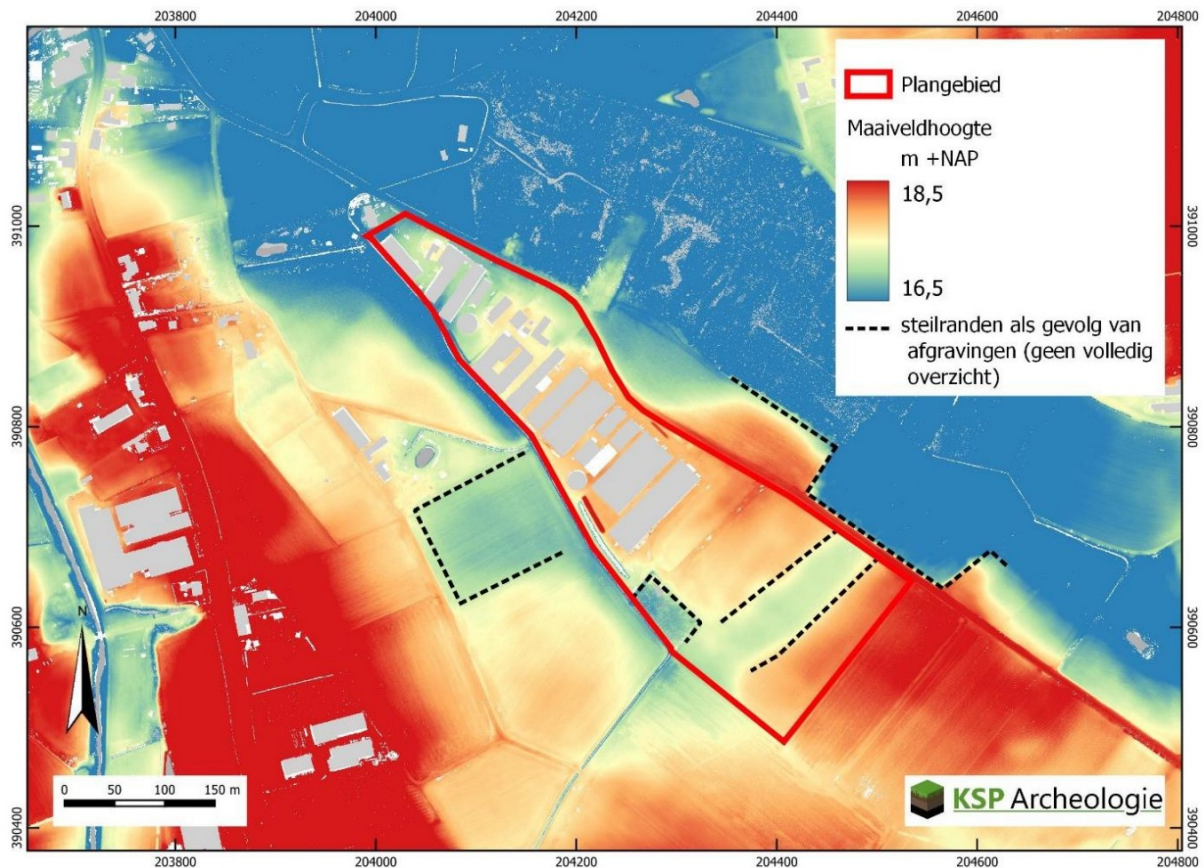 203800 204000 204200 204400 204600 204800
Plangebied
Maaiveldhoogte
m +NAP
18,5
16,5
steilranden als gevolg van
afgravingen (geen volledig
overzicht)
391000 391000
390800 390800
390600 390600
N
0 50 100 150 m
KSP Archeologie
390400 390400
203800 204000 204200 204400 204600 204800